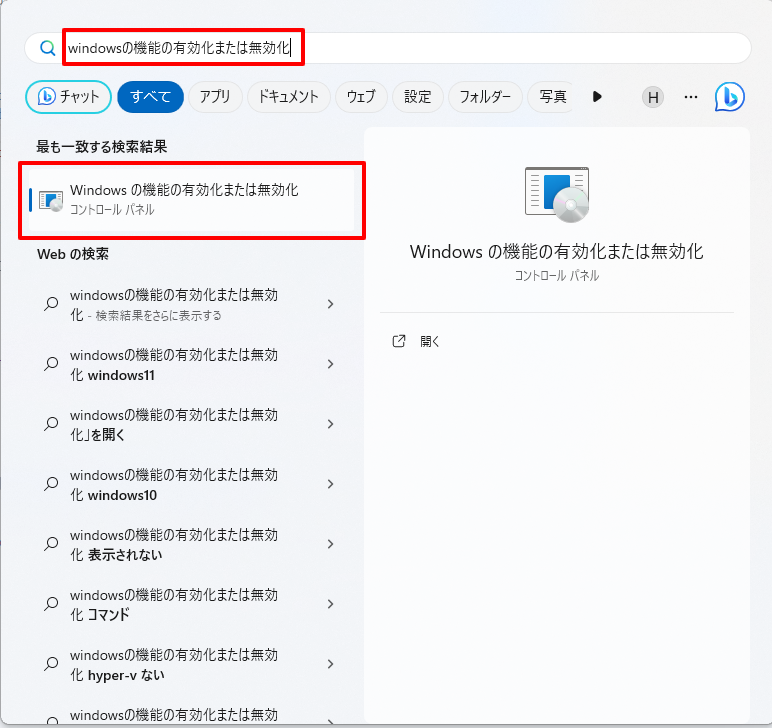 windowsの機能の有効化または無効化
チャット すべて アプリ ドキュメント ウェブ 設定 フォルダー 写真 H ...
最も一致する検索結果
Windows の機能の有効化または無効化
コントロール パネル
Web の検索
windowsの機能の有効化または無効
化 - 検索結果をさらに表示する
windowsの機能の有効化または無効
化 windows11
windowsの機能の有効化または無効
化」を開く
windowsの機能の有効化または無効
化 windows10
windowsの機能の有効化または無効
化 表示されない
windowsの機能の有効化または無効
化 コマンド
windowsの機能の有効化または無効
化 hyper-v ない
windowsの機能の有効化または無効
Windows の機能の有効化または無効化
コントロール パネル
開く